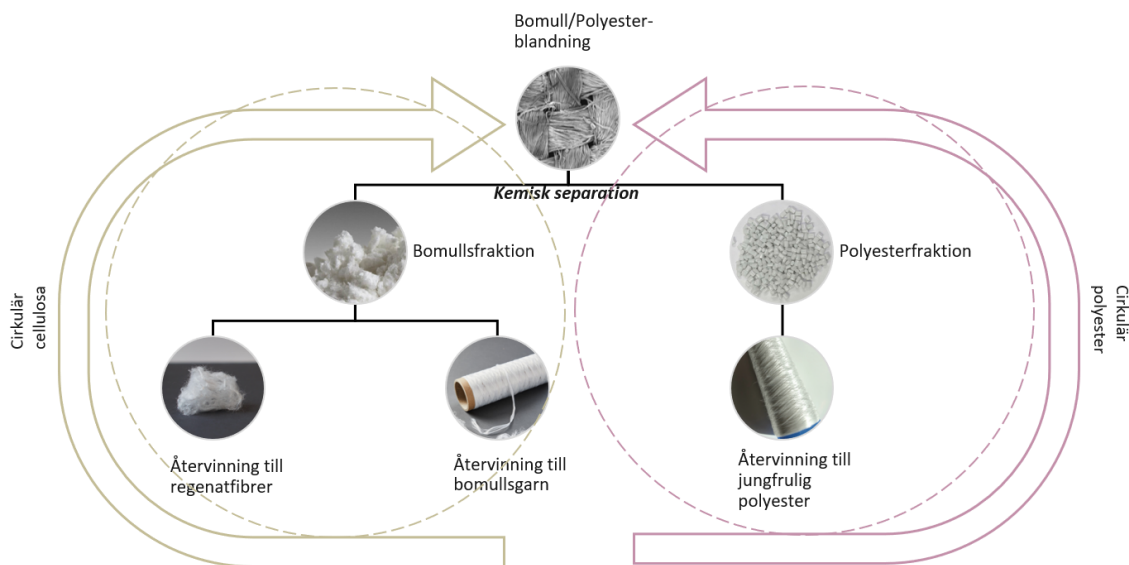 Bomull/Polyester-
blandning
Kemisk separation
Bomullsfraktion
Polyesterfraktion
Cirkulär
cellulosa
Cirkulär
polyester
Återvinning till
regenatfibrer
Återvinning till
bomullsgarn
Återvinning till
jungfrulig
polyester